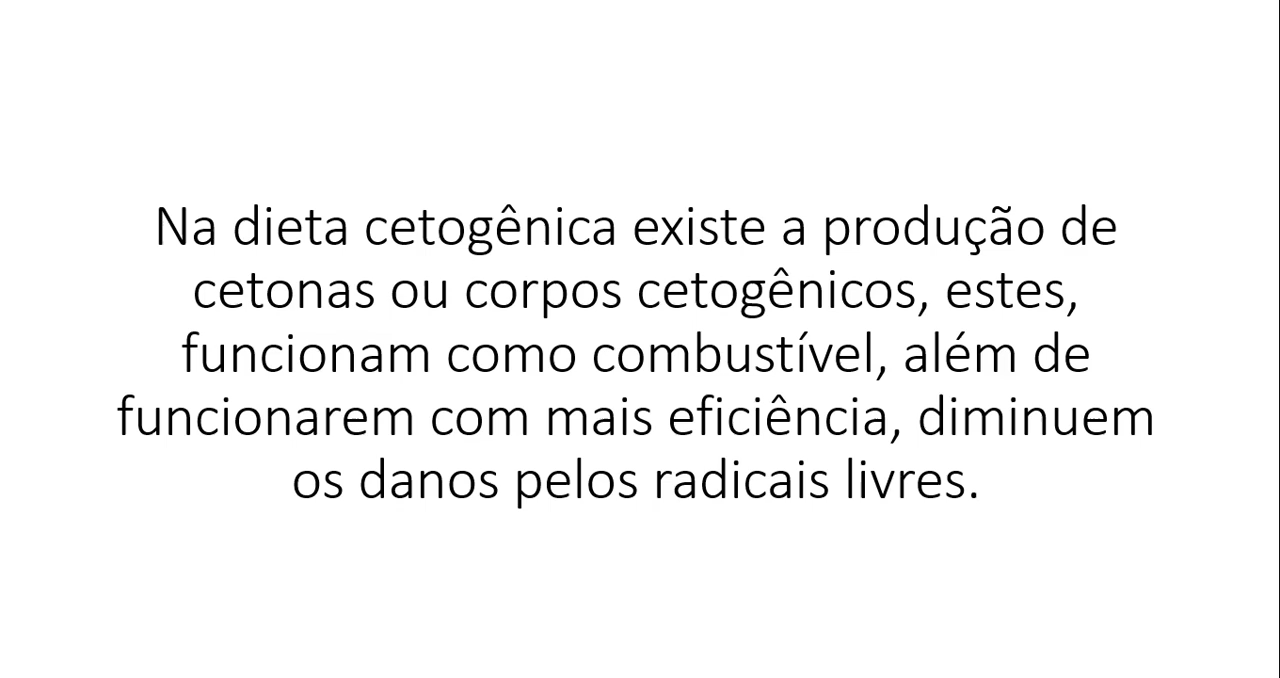 Na dieta cetogênica existe a produção de
cetonas ou corpos cetogênicos, estes,
funcionam como combustível, além de
funcionarem com mais eficiência, diminuem
os danos pelos radicais livres.